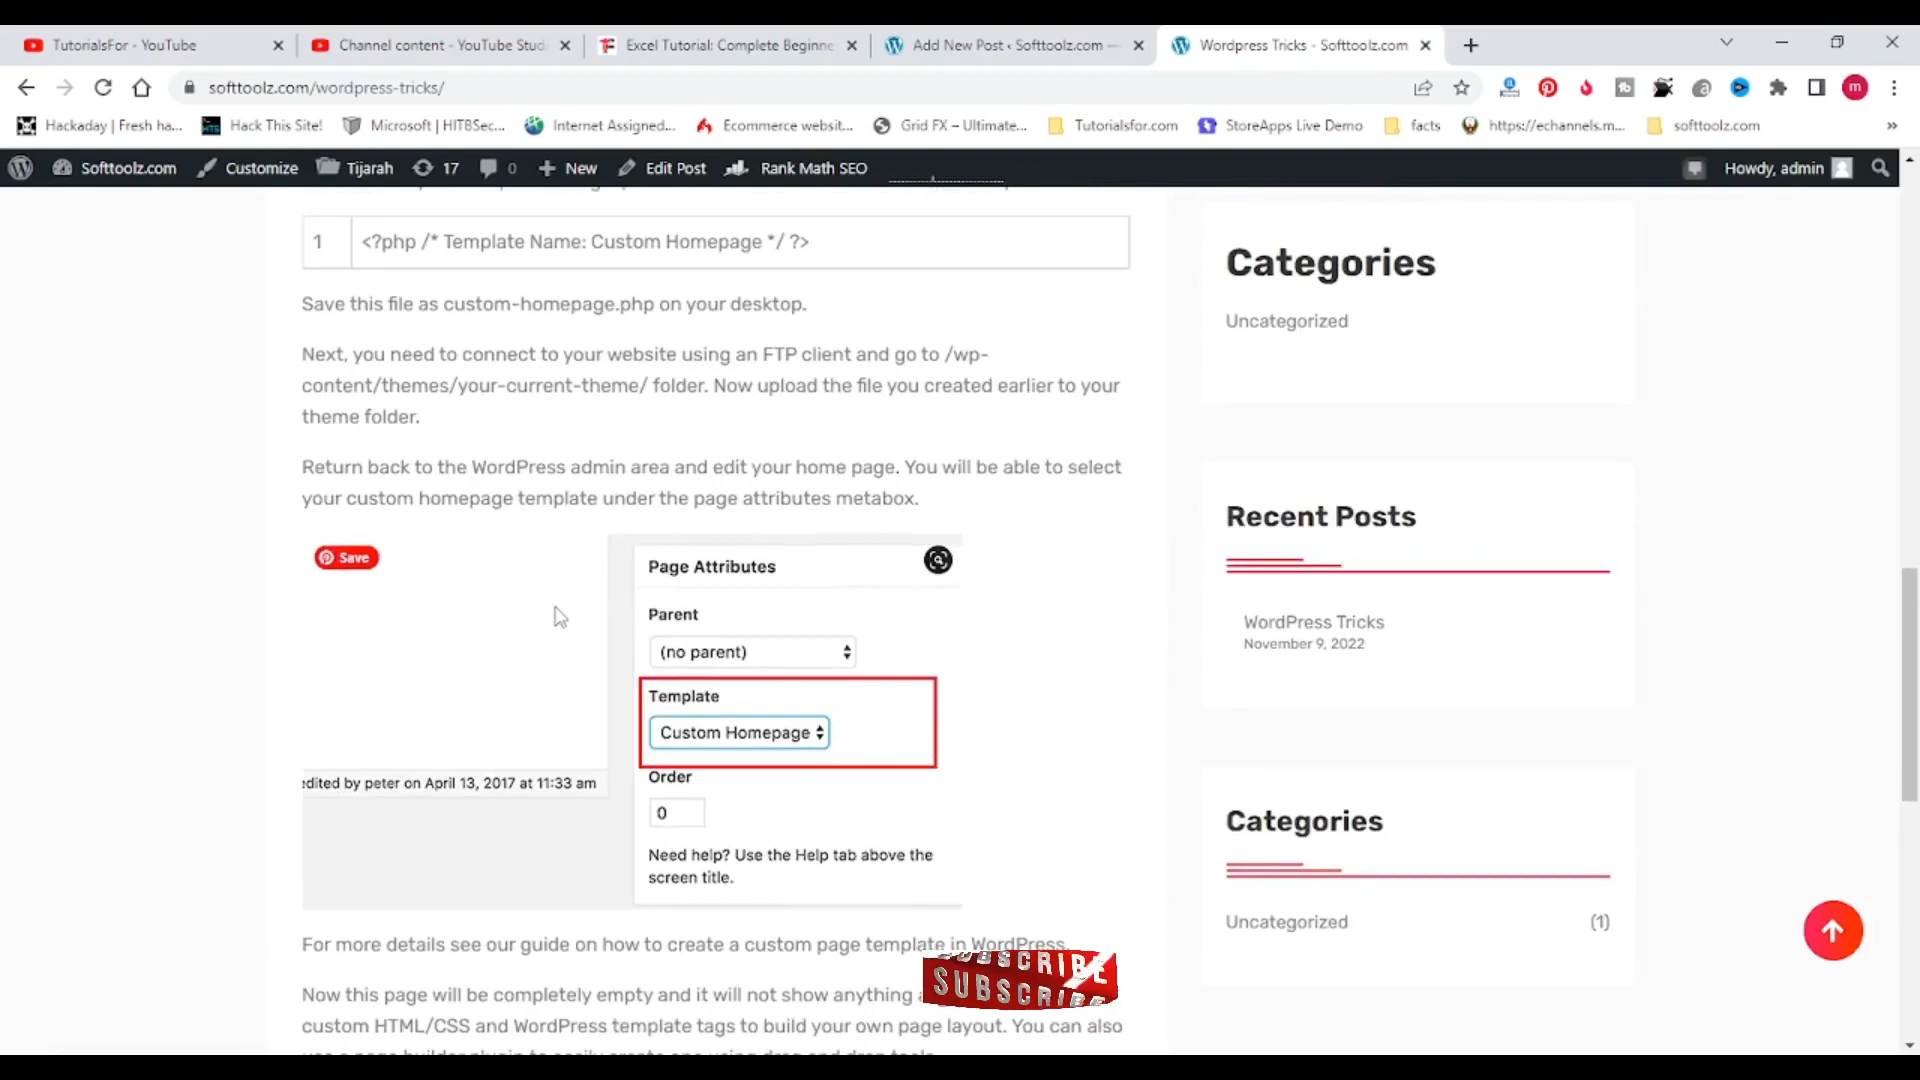 TutorialsFor - YouTube
Channel content - YouTube Studi
Excel Tutorial: Complete Beginne
Add New Post ‹ Softtoolz.com —
Wordpress Tricks - Softtoolz.com
softtoolz.com/wordpress-tricks/
m
Hackaday | Fresh ha...
Hack This Site!
Microsoft | HITBSec...
Internet Assigned...
Ecommerce websit...
Grid FX – Ultimate...
Tutorialsfor.com
StoreApps Live Demo
facts
https://echannels.m...
softtoolz.com
»
Softtoolz.com
Customize
Tijarah
17
0
New
Edit Post
Rank Math SEO
Howdy, admin
1
<?php /* Template Name: Custom Homepage */ ?>
Save this file as custom-homepage.php on your desktop.
Next, you need to connect to your website using an FTP client and go to /wp-
content/themes/your-current-theme/ folder. Now upload the file you created earlier to your
theme folder.
Return back to the WordPress admin area and edit your home page. You will be able to select
your custom homepage template under the page attributes metabox.
Save
Page Attributes
Parent
(no parent)
Template
Custom Homepage
edited by peter on April 13, 2017 at 11:33 am
Order
0
Need help? Use the Help tab above the
screen title.
For more details see our guide on how to create a custom page template in WordPress.
Now this page will be completely empty and it will not show anything
custom HTML/CSS and WordPress template tags to build your own page layout. You can also
SUBSCRIBE
SUBSCRIBE
Categories
Uncategorized
Recent Posts
WordPress Tricks
November 9, 2022
Categories
Uncategorized
(1)